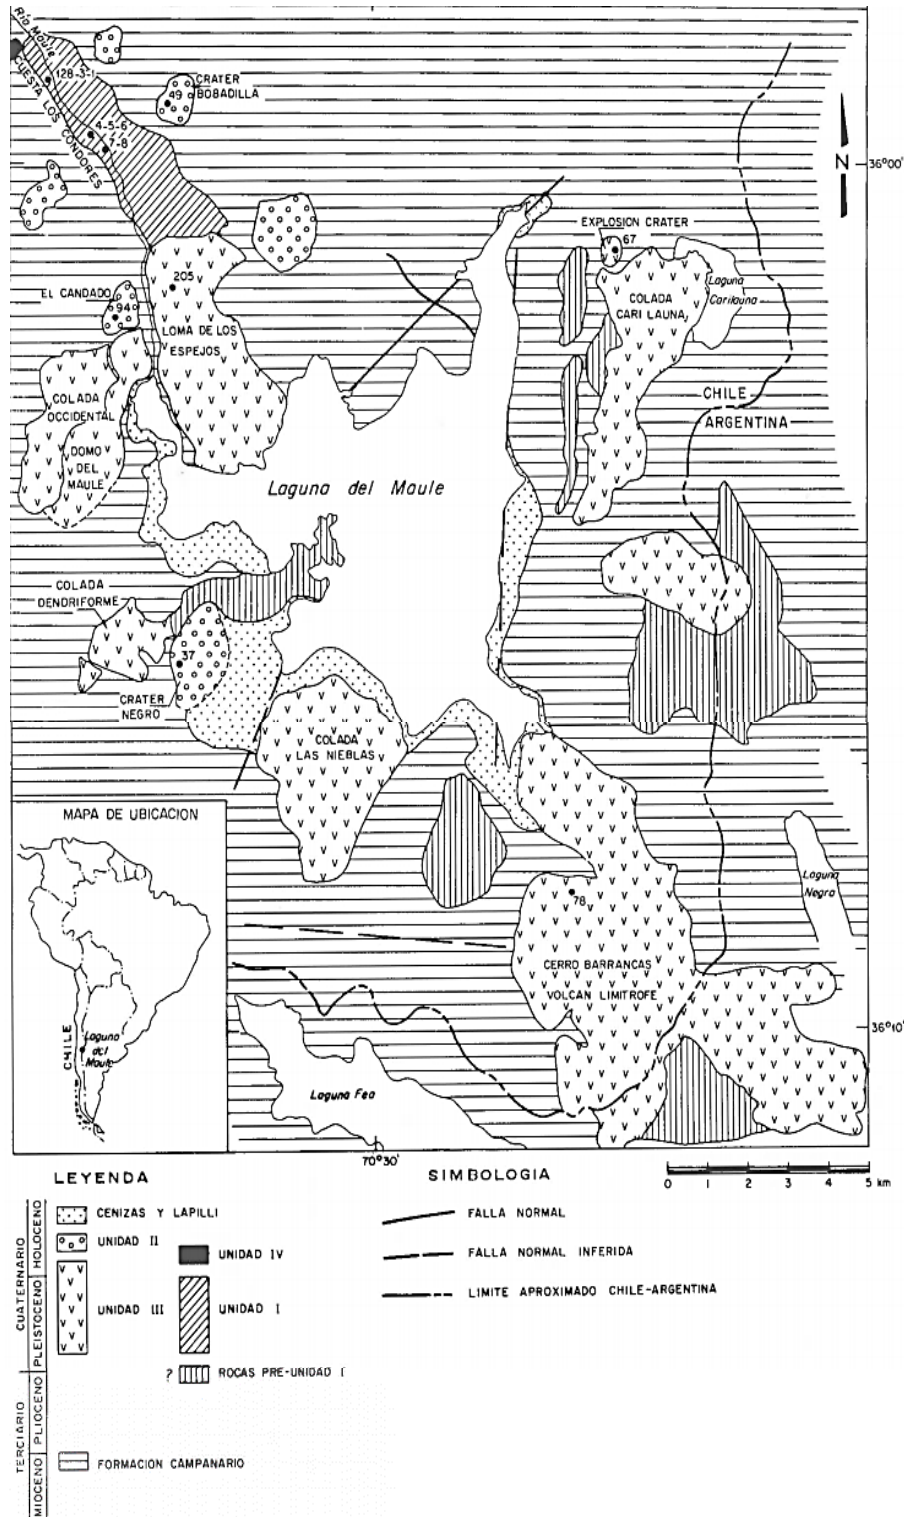 Río Maule
128-3-1
CUESTA LOS CONDORES
4-5-6
7-8
CRATER
BOBADILLA
49
36°00'
N
EXPLOSION CRATER
67
205
EL CANDADO
94
LOMA DE LOS
ESPEJOS
COLADA
CARI LAUNA
Laguna
Carilauna
CHILE
ARGENTINA
COLADA
OCCIDENTAL
DOMO
DEL
MAULE
Laguna del Maule
COLADA
DENDRIFORME
37
CRATER
NEGRO
COLADA
LAS NIEBLAS
MAPA DE UBICACION
CHILE
Laguna
del
Maule
78
Laguna
Negra
CERRO BARRANCAS
VOLCAN LIMITROFE
36°10'
Laguna Fea
70°30'
0 1 2 3 4 5 km
LEYENDA
SIMBOLOGIA
CENIZAS Y LAPILLI
UNIDAD II
UNIDAD IV
UNIDAD III
UNIDAD I
? ROCAS PRE-UNIDAD I
FORMACION CAMPANARIO
CUATERNARIO
HOLOCENO
PLEISTOCENO
TERCIARIO
PLIOCENO
MIOCENO
FALLA NORMAL
FALLA NORMAL INFERIDA
LIMITE APROXIMADO CHILE-ARGENTINA